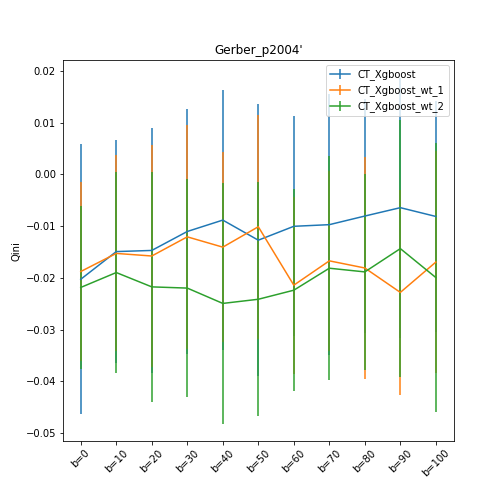 Gerber_p2004'
CT_Xgboost
CT_Xgboost_wt_1
CT_Xgboost_wt_2
Qini
0.02
0.01
0.00
−0.01
−0.02
−0.03
−0.04
−0.05
b=0
b=10
b=20
b=30
b=40
b=50
b=60
b=70
b=80
b=90
b=100